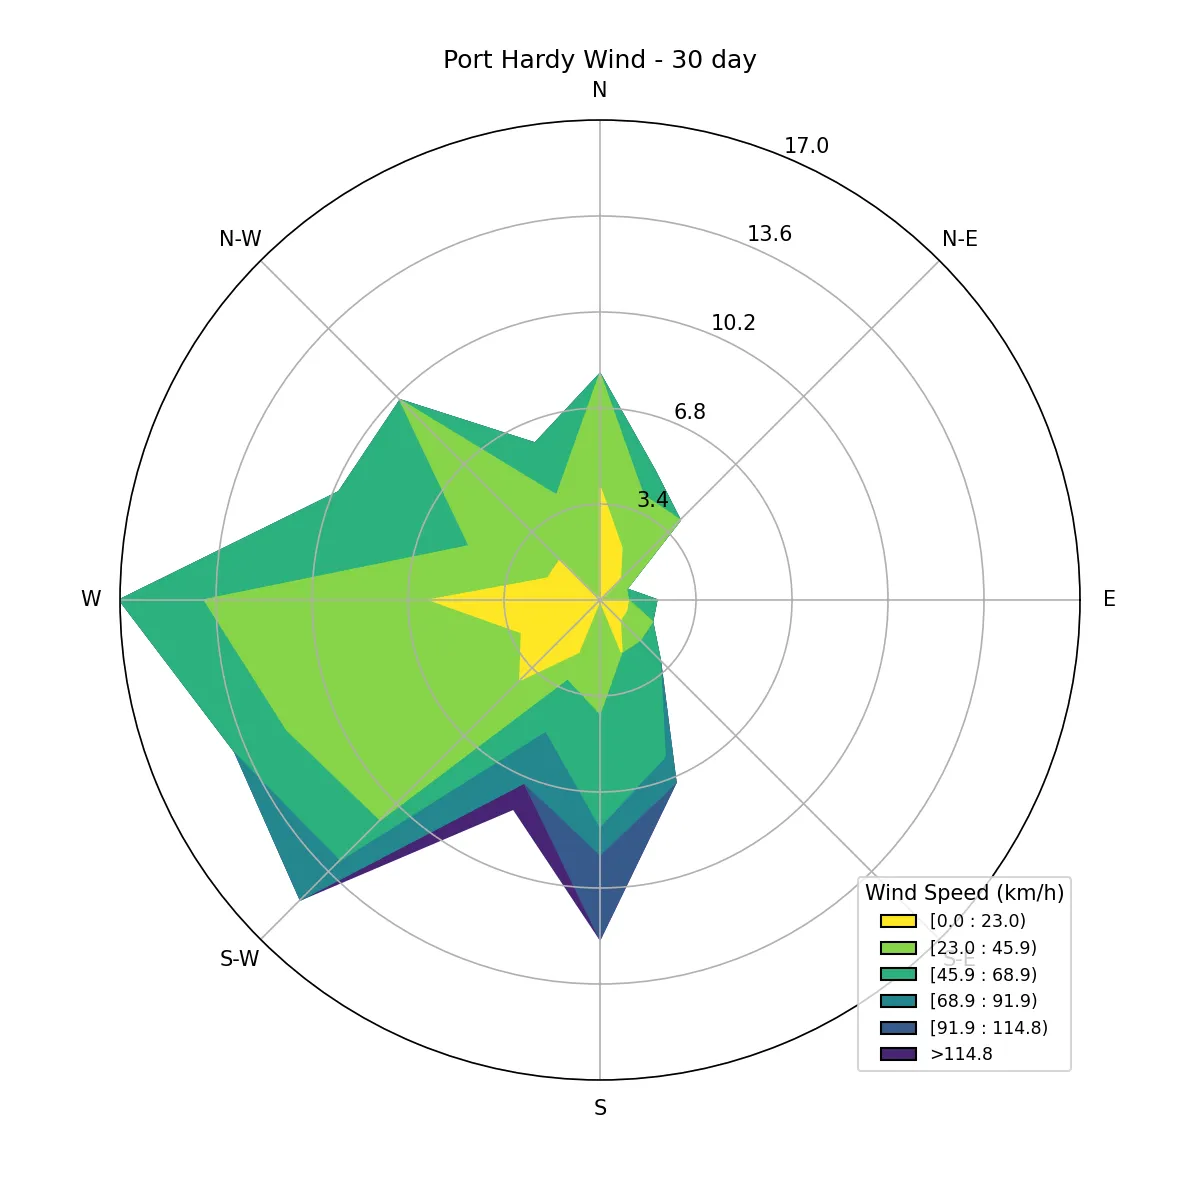 Port Hardy Wind - 30 day
N
17.0
N-W
13.6
N-E
10.2
6.8
3.4
W
E
S-W
S-E
S
Wind Speed (km/h)
[0.0 : 23.0)
[23.0 : 45.9)
[45.9 : 68.9)
[68.9 : 91.9)
[91.9 : 114.8)
>114.8